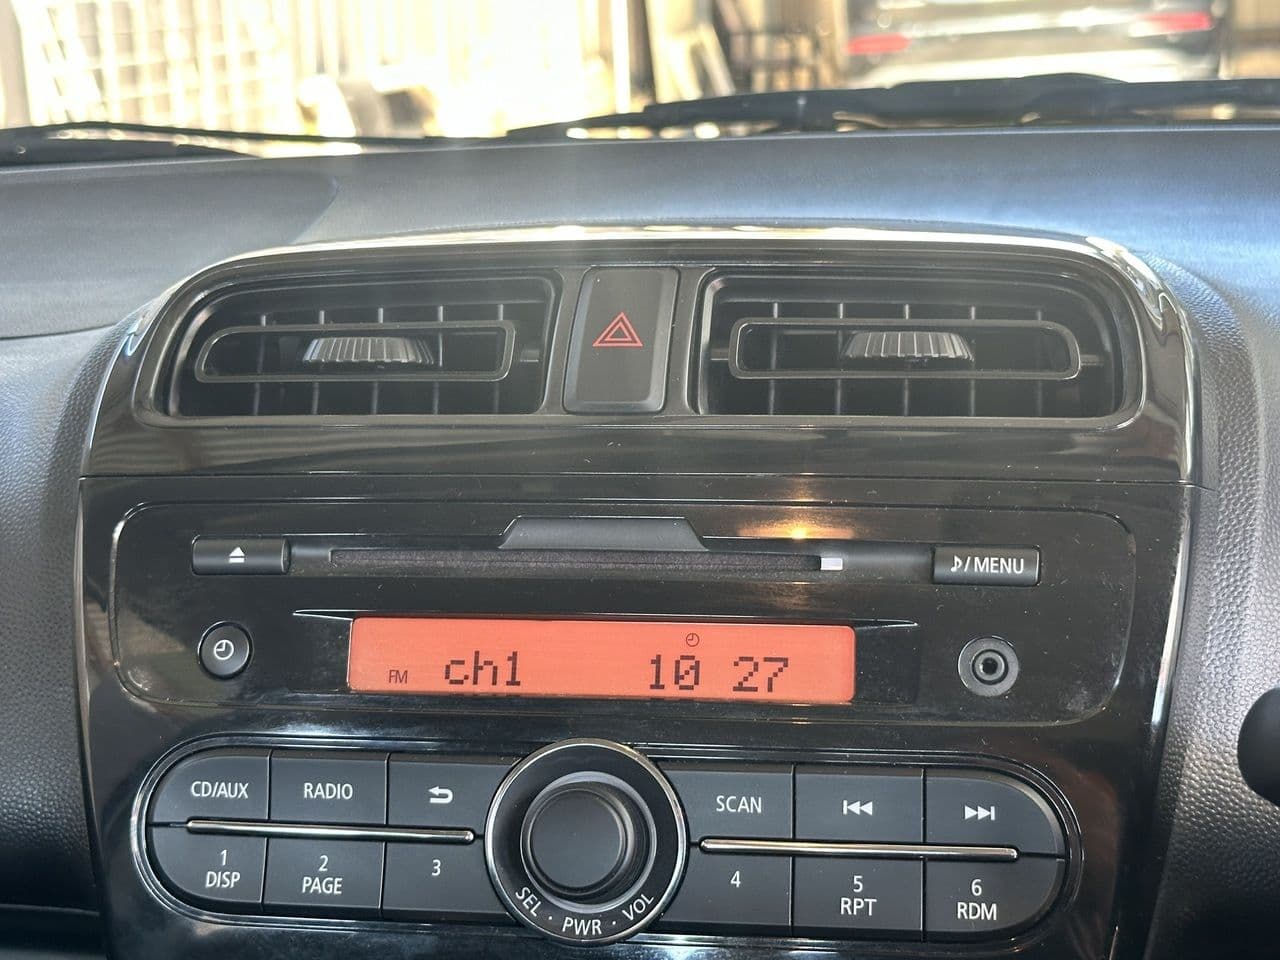 ♪/MENU
FM ch1 10 27
CD/AUX RADIO SCAN
1 DISP
2 PAGE
3
4
5 RPT
6 RDM
SEL · PWR · VOL